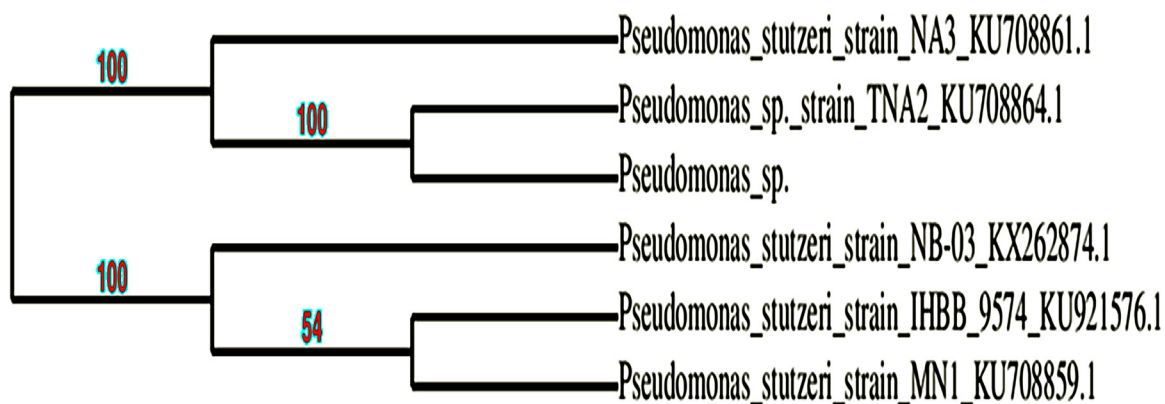 Pseudomonas_stutzeri_strain_NA3_KU708861.1
100
Pseudomonas_sp._strain_TNA2_KU708864.1
100
Pseudomonas_sp.
Pseudomonas_stutzeri_strain_NB-03_KX262874.1
100
Pseudomonas_stutzeri_strain_IHBB_9574_KU921576.1
54
Pseudomonas_stutzeri_strain_MN1_KU708859.1